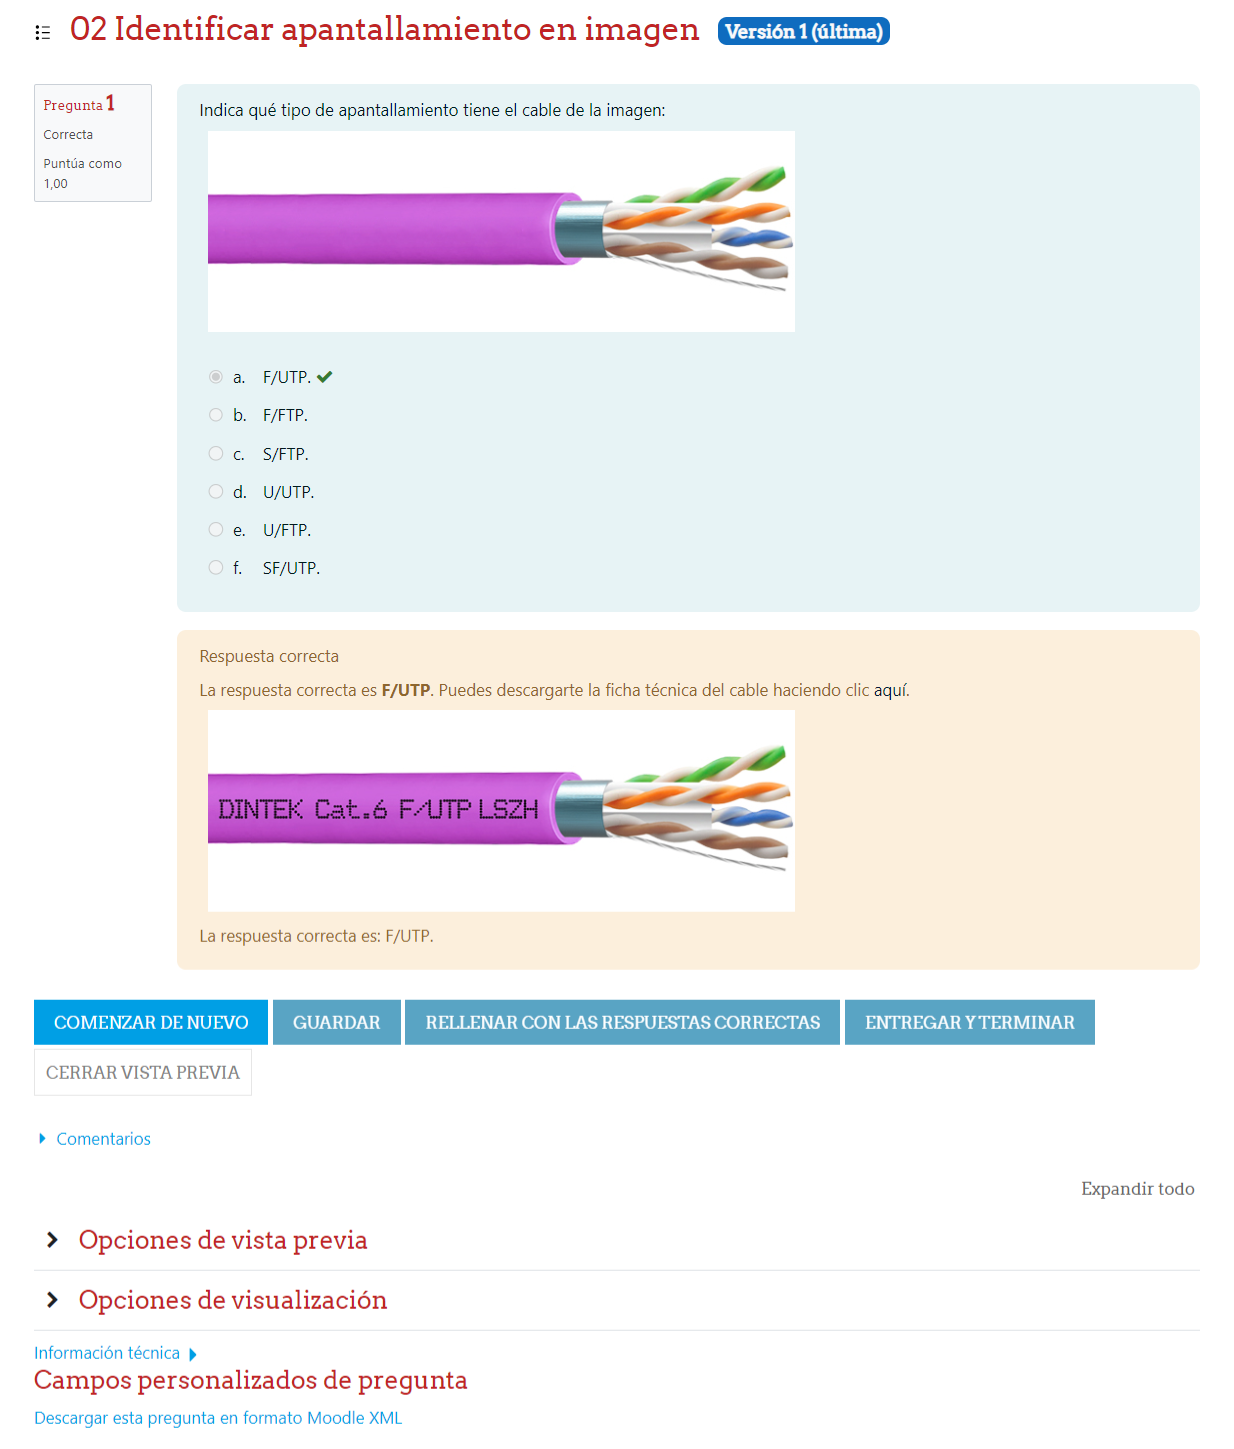 02 Identificar apantallamiento en imagen Versión 1 (última)
Pregunta 1
Correcta
Puntúa como
1,00
Indica qué tipo de apantallamiento tiene el cable de la imagen:
a. F/UTP.
b. F/FTP.
c. S/FTP.
d. U/UTP.
e. U/FTP.
f. SF/UTP.
Respuesta correcta
La respuesta correcta es F/UTP. Puedes descargarte la ficha técnica del cable haciendo clic aquí.
DINTEK Cat.6 F/UTP LSZH
La respuesta correcta es: F/UTP.
COMENZAR DE NUEVO GUARDAR RELLENAR CON LAS RESPUESTAS CORRECTAS ENTREGAR Y TERMINAR
CERRAR VISTA PREVIA
Comentarios
Expandir todo
Opciones de vista previa
Opciones de visualización
Información técnica
Campos personalizados de pregunta
Descargar esta pregunta en formato Moodle XML